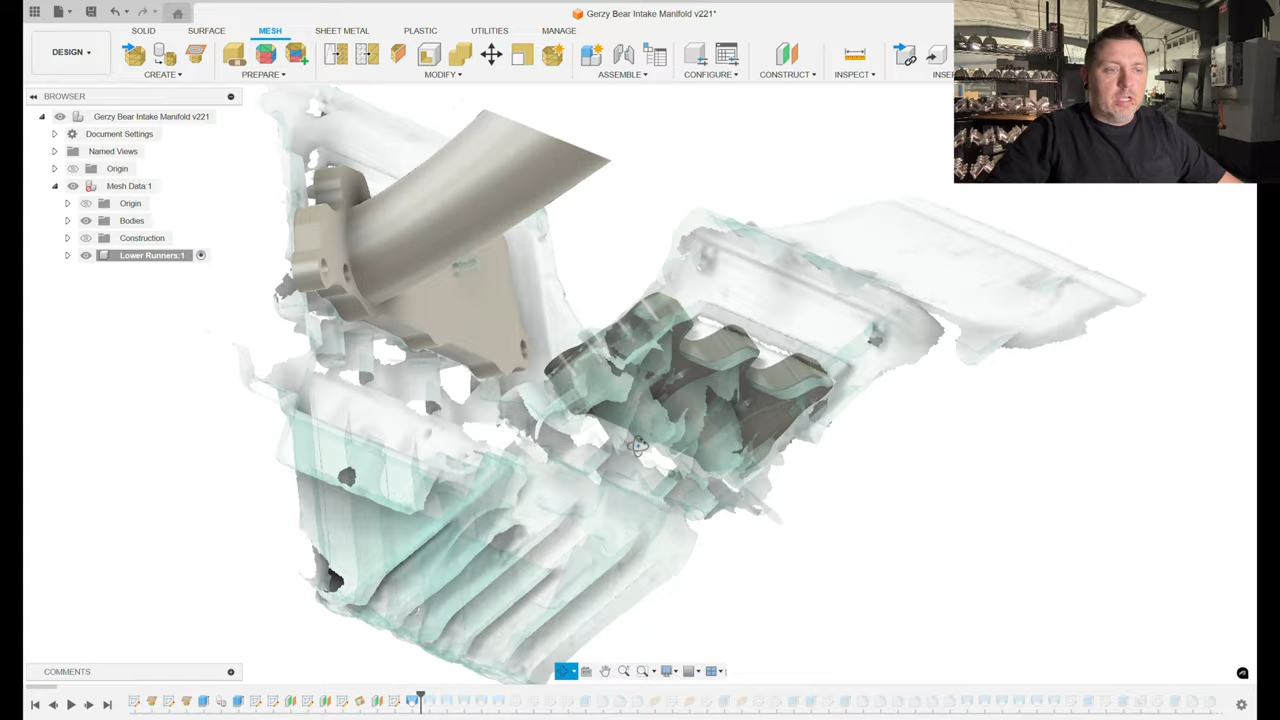 Gerzy Bear Intake Manifold v221*
SOLID SURFACE MESH SHEET METAL PLASTIC UTILITIES MANAGE
DESIGN
CREATE PREPARE MODIFY ASSEMBLE CONFIGURE CONSTRUCT INSPECT INSER
BROWSER
Gerzy Bear Intake Manifold v221
Document Settings
Named Views
Origin
Mesh Data:1
Origin
Bodies
Construction
Lower Runners:1
COMMENTS